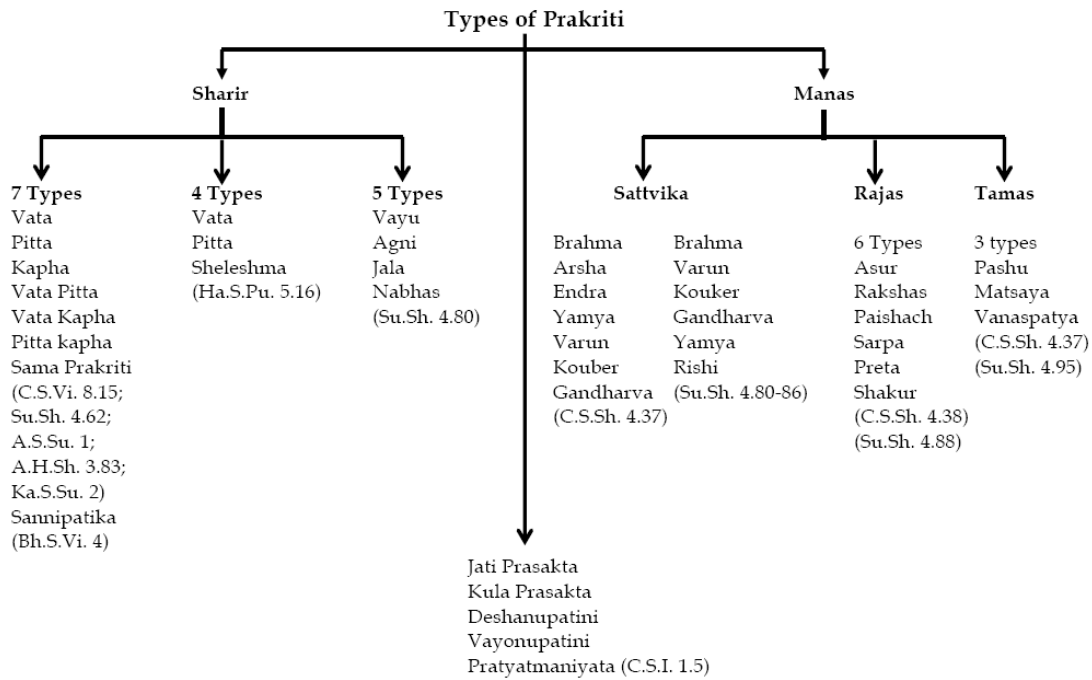 Types of Prakriti
Sharir
Manas
7 Types
Vata
Pitta
Kapha
Vata Pitta
Vata Kapha
Pitta kapha
Sama Prakriti
(C.S.Vi. 8.15;
Su.Sh. 4.62;
A.S.Su. 1;
A.H.Sh. 3.83;
Ka.S.Su. 2)
Sannipatika
(Bh.S.Vi. 4)
4 Types
Vata
Pitta
Sheleshma
(Ha.S.Pu. 5.16)
5 Types
Vayu
Agni
Jala
Nabhas
(Su.Sh. 4.80)
Jati Prasakta
Kula Prasakta
Deshanupatini
Vayonupatini
Pratyatmaniyata (C.S.I. 1.5)
Sattvika
Brahma
Arsha
Endra
Yamya
Varun
Kouber
Gandharva
(C.S.Sh. 4.37)
Brahma
Varun
Kouker
Gandharva
Yamya
Rishi
(Su.Sh. 4.80-86)
Rajas
6 Types
Asur
Rakshas
Paishach
Sarpa
Preta
Shakur
(C.S.Sh. 4.38)
(Su.Sh. 4.88)
Tamas
3 types
Pashu
Matsaya
Vanaspatya
(C.S.Sh. 4.37)
(Su.Sh. 4.95)